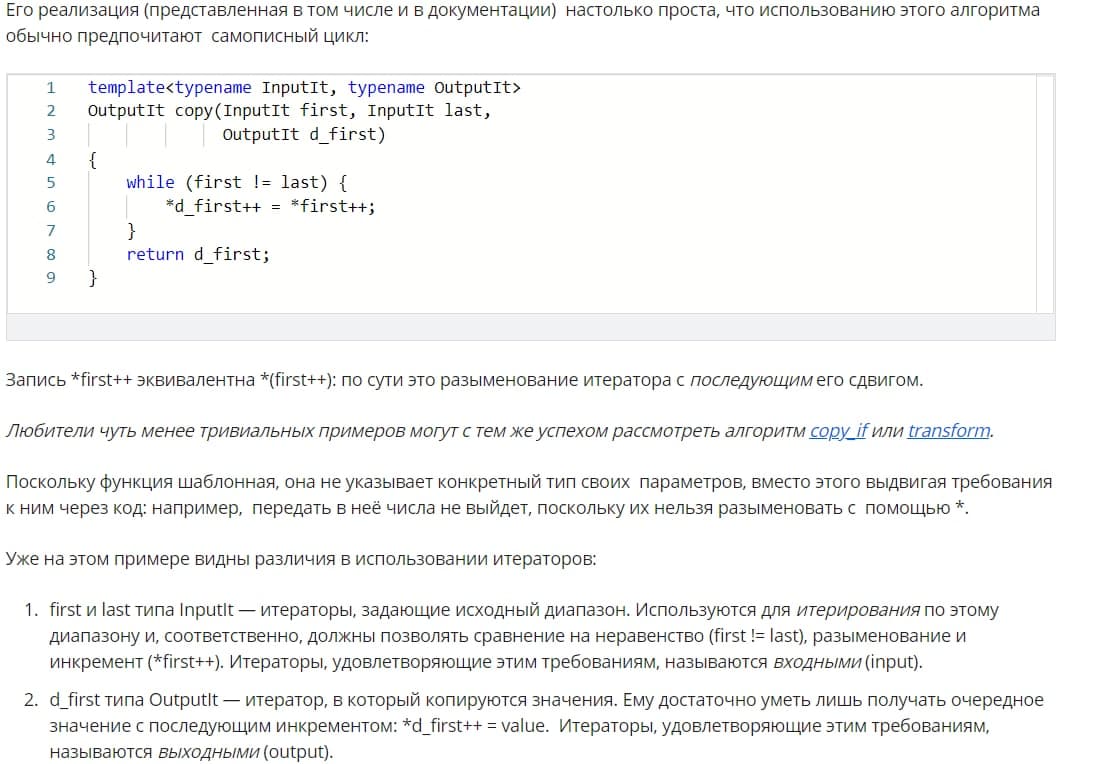 Его реализация (представленная в том числе и в документации) настолько проста, что использованию этого алгоритма
обычно предпочитают самописный цикл:
1 template<typename InputIt, typename OutputIt>
2 OutputIt copy(InputIt first, InputIt last,
3 OutputIt d_first)
4 {
5 while (first != last) {
6 *d_first++ = *first++;
7 }
8 return d_first;
9 }
Запись *first++ эквивалентна *(first++): по сути это разыменование итератора с последующим его сдвигом.
Любители чуть менее тривиальных примеров могут с тем же успехом рассмотреть алгоритм copy_if или transform.
Поскольку функция шаблонная, она не указывает конкретный тип своих параметров, вместо этого выдвигая требования
к ним через код: например, передать в неё числа не выйдет, поскольку их нельзя разыменовать с помощью *.
Уже на этом примере видны различия в использовании итераторов:
1. first и last типа InputIt — итераторы, задающие исходный диапазон. Используются для итерирования по этому
диапазону и, соответственно, должны позволять сравнение на неравенство (first != last), разыменование и
инкремент (*first++). Итераторы, удовлетворяющие этим требованиям, называются входными (input).
2. d_first типа OutputIt — итератор, в который копируются значения. Ему достаточно уметь лишь получать очередное
значение с последующим инкрементом: *d_first++ = value. Итераторы, удовлетворяющие этим требованиям,
называются выходными (output).